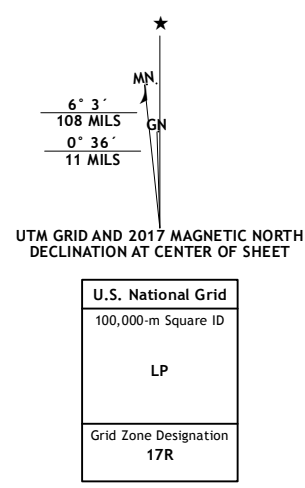 ★
MN.
6° 3´
108 MILS
GN
0° 36´
11 MILS
UTM GRID AND 2017 MAGNETIC NORTH
DECLINATION AT CENTER OF SHEET
U.S. National Grid
100,000-m Square ID
LP
Grid Zone Designation
17R